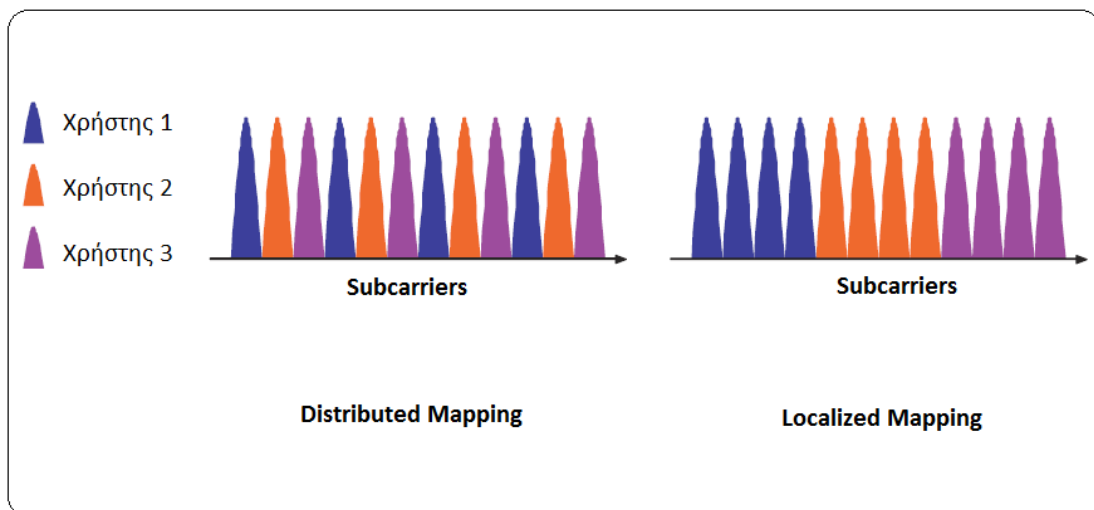 Χρήστης 1
Χρήστης 2
Χρήστης 3
Subcarriers
Subcarriers
Distributed Mapping
Localized Mapping